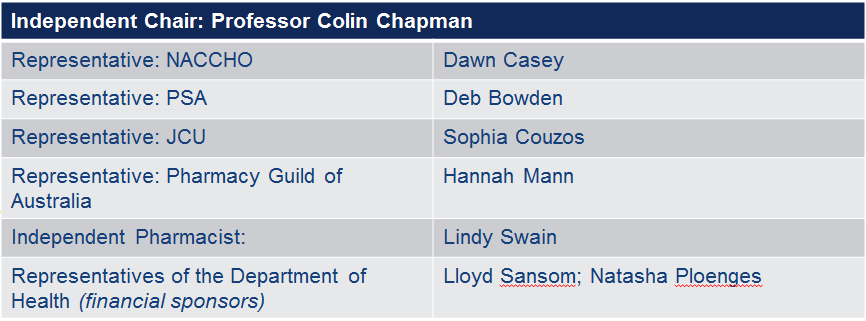 Independent Chair: Professor Colin Chapman
Representative: NACCHO Dawn Casey
Representative: PSA Deb Bowden
Representative: JCU Sophia Couzos
Representative: Pharmacy Guild of Hannah Mann
Australia
Independent Pharmacist: Lindy Swain
Representatives of the Department of Lloyd Sansom; Natasha Ploenges
Health (financial sponsors)